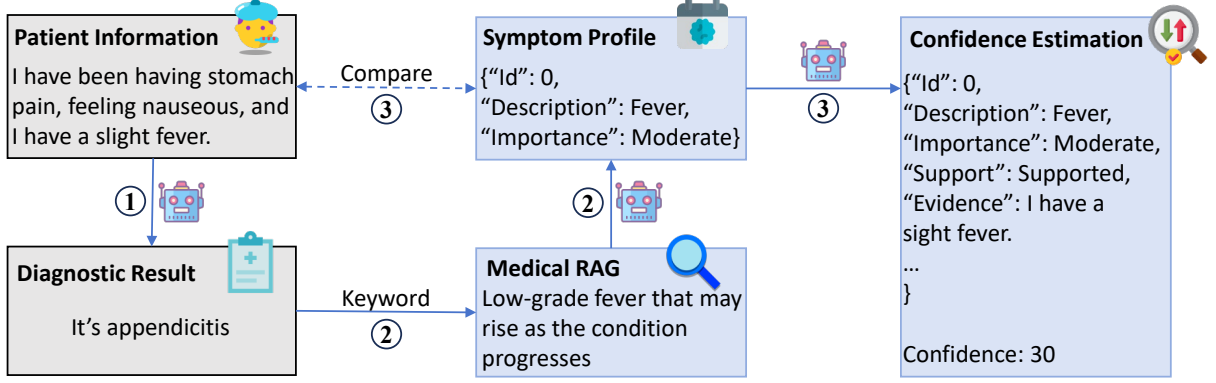 Patient Information
I have been having stomach
pain, feeling nauseous, and
I have a slight fever.
Compare
③
Symptom Profile
{“Id”: 0,
“Description”: Fever,
“Importance”: Moderate}
③
Confidence Estimation
{“Id”: 0,
“Description”: Fever,
“Importance”: Moderate,
“Support”: Supported,
“Evidence”: I have a
sight fever.
...
}
Confidence: 30
①
②
Diagnostic Result
It’s appendicitis
Keyword
②
Medical RAG
Low-grade fever that may
rise as the condition
progresses